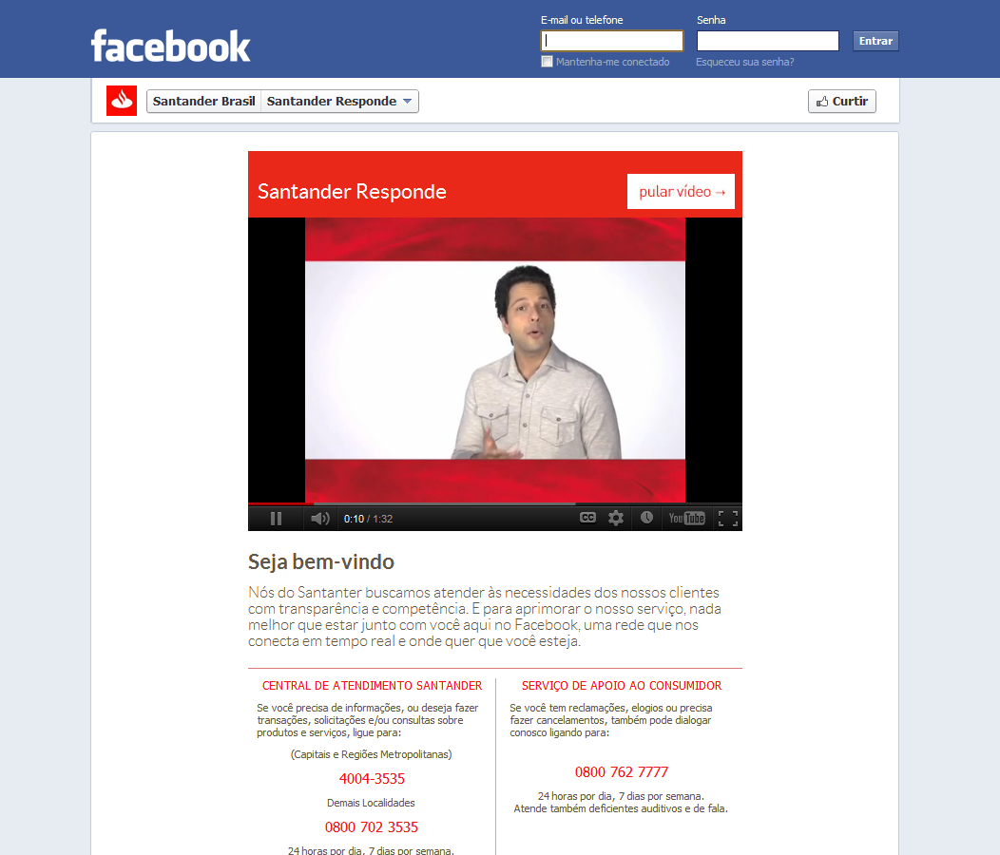 facebook
E-mail ou telefone
Senha
Entrar
Mantenha-me conectado
Esqueceu sua senha?
Santander Brasil
Santander Responde
Curtir
Santander Responde
pular vídeo →
0:10 / 1:32
CC
YouTube
Seja bem-vindo
Nós do Santanter buscamos atender às necessidades dos nossos clientes
com transparência e competência. E para aprimorar o nosso serviço, nada
melhor que estar junto com você aqui no Facebook, uma rede que nos
conecta em tempo real e onde quer que você esteja.
CENTRAL DE ATENDIMENTO SANTANDER
Se você precisa de informações, ou deseja fazer
transações, solicitações e/ou consultas sobre
produtos e serviços, ligue para:
(Capitais e Regiões Metropolitanas)
4004-3535
Demais Localidades
0800 702 3535
24 horas por dia, 7 dias por semana.
SERVIÇO DE APOIO AO CONSUMIDOR
Se você tem reclamações, elogios ou precisa
fazer cancelamentos, também pode dialogar
conosco ligando para:
0800 762 7777
24 horas por dia, 7 dias por semana.
Atende também deficientes auditivos e de fala.